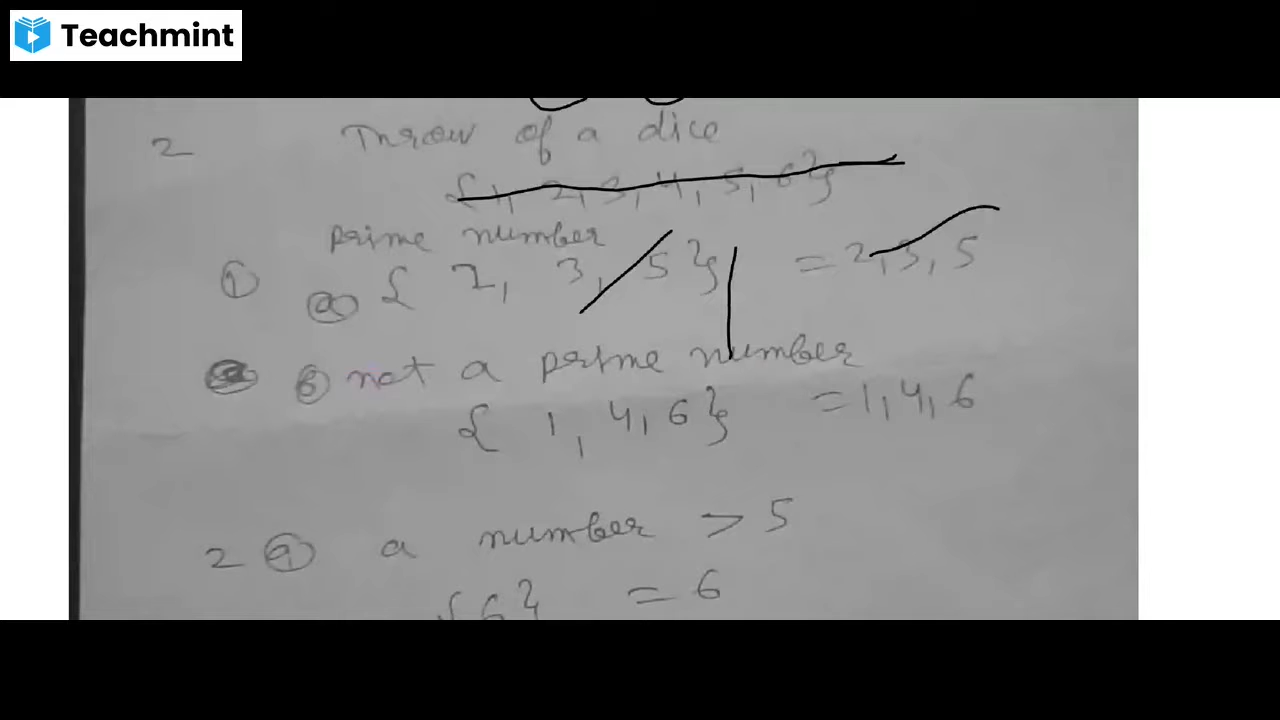 Teachmint
2 Throw of a dice
{1, 2, 3, 4, 5, 6}
prime number
① ⓐ { 2, 3, 5} = 2, 3, 5
ⓑ not a prime number
{ 1, 4, 6} = 1, 4, 6
2 ⓐ a number > 5
{6} = 6